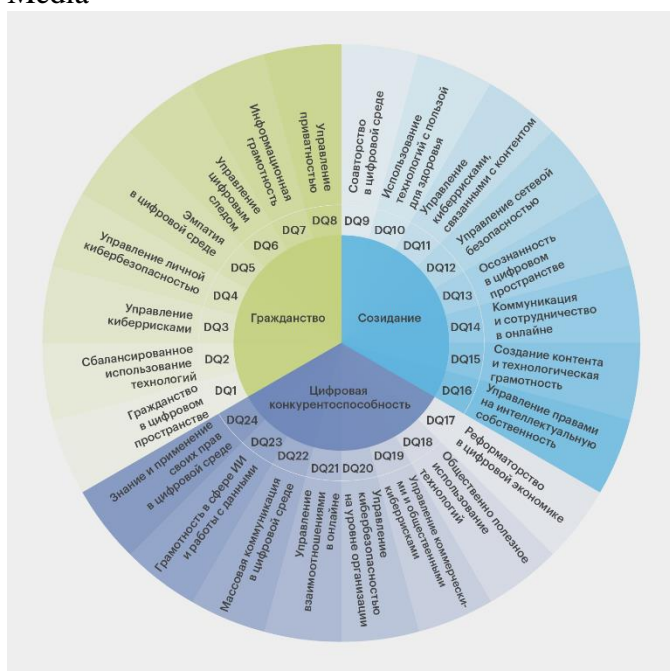 Media
Гражданство
Созидание
Цифровая
конкурентоспособность
DQ1
Гражданство
в цифровом
пространстве
DQ2
Сбалансированное
использование
технологий
DQ3
Управление
киберрисками
DQ4
Управление личной
кибербезопасностью
DQ5
Эмпатия
в цифровой среде
DQ6
Управление
цифровым
следом
DQ7
Информационная
грамотность
DQ8
Управление
приватностью
DQ9
Соавторство
в цифровой среде
DQ10
Использование
технологий с пользой
для здоровья
DQ11
Управление
киберрисками,
связанными с контентом
DQ12
Управление сетевой
безопасностью
DQ13
Осознанность
в цифровом
пространстве
DQ14
Коммуникация
и сотрудничество
в онлайне
DQ15
Создание контента
и технологическая
грамотность
DQ16
Управление правами
на интеллектуальную
собственность
DQ17
Реформаторство
в цифровой экономике
DQ18
Общественно полезное
использование
технологий
DQ19
Управление коммерчески-
ми и общественными
киберрисками
DQ20
Управление
кибербезопасностью
на уровне организации
DQ21
Управление
взаимоотношениями
в онлайне
DQ22
Массовая коммуникация
в цифровой среде
DQ23
Грамотность в сфере ИИ
и работы с данными
DQ24
Знание и применение
своих прав
в цифровой среде